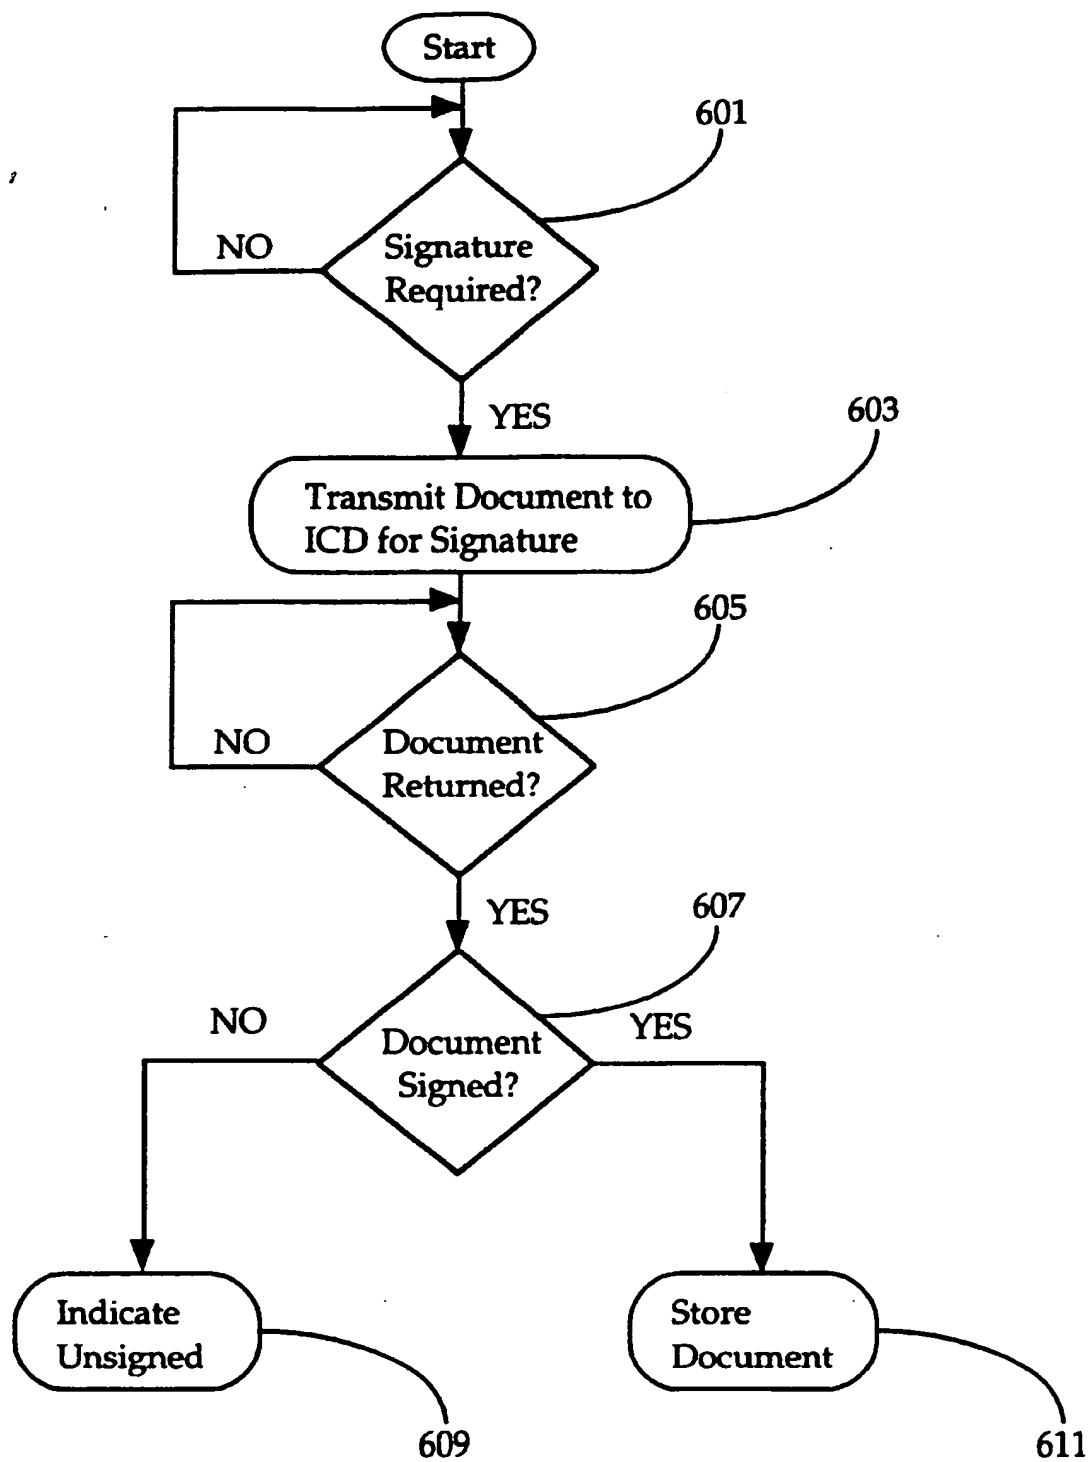 Start
601
NO
Signature
Required?
YES
603
Transmit Document to
ICD for Signature
605
NO
Document
Returned?
YES
607
NO
YES
Document
Signed?
Indicate
Unsigned
Store
Document
609
611